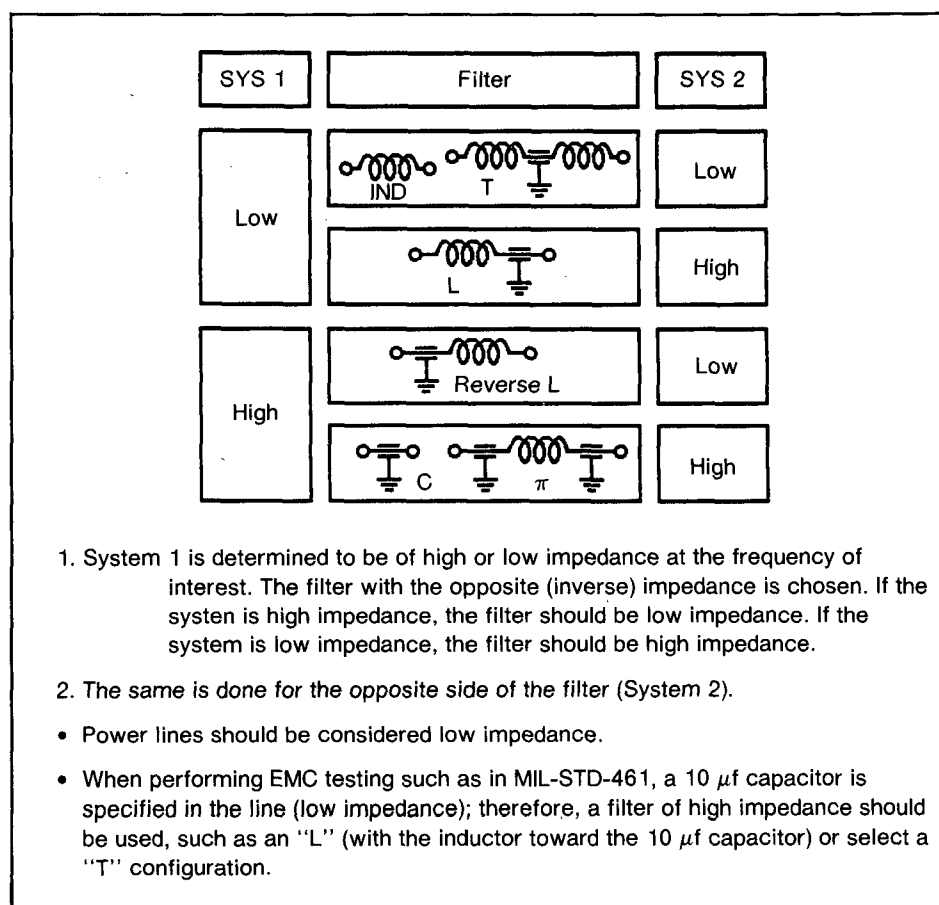 SYS 1 Filter SYS 2
IND T
Low
Low
L
High
Reverse L
Low
High
C π
High
1. System 1 is determined to be of high or low impedance at the frequency of
interest. The filter with the opposite (inverse) impedance is chosen. If the
systen is high impedance, the filter should be low impedance. If the
system is low impedance, the filter should be high impedance.
2. The same is done for the opposite side of the filter (System 2).
• Power lines should be considered low impedance.
• When performing EMC testing such as in MIL-STD-461, a 10 μf capacitor is
specified in the line (low impedance); therefore, a filter of high impedance should
be used, such as an "L" (with the inductor toward the 10 μf capacitor) or select a
"T" configuration.